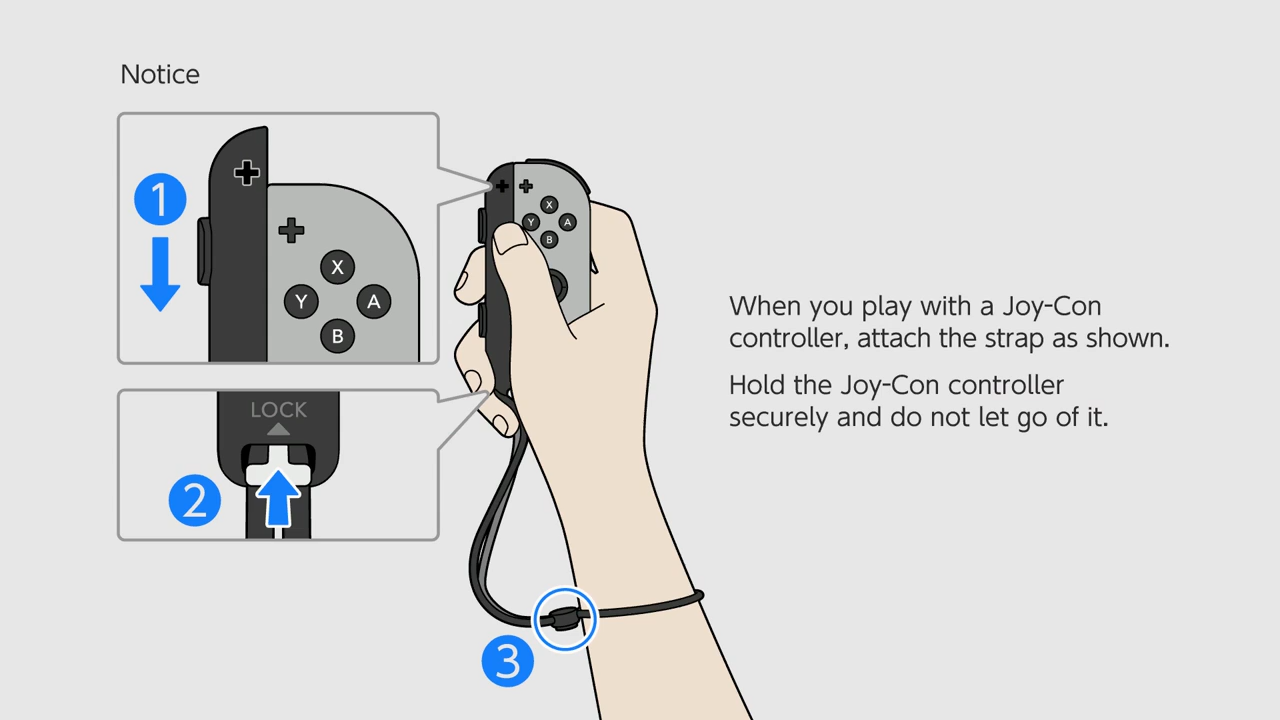 Notice
1
X
Y
A
B
LOCK
2
X
Y
A
B
3
When you play with a Joy-Con
controller, attach the strap as shown.
Hold the Joy-Con controller
securely and do not let go of it.